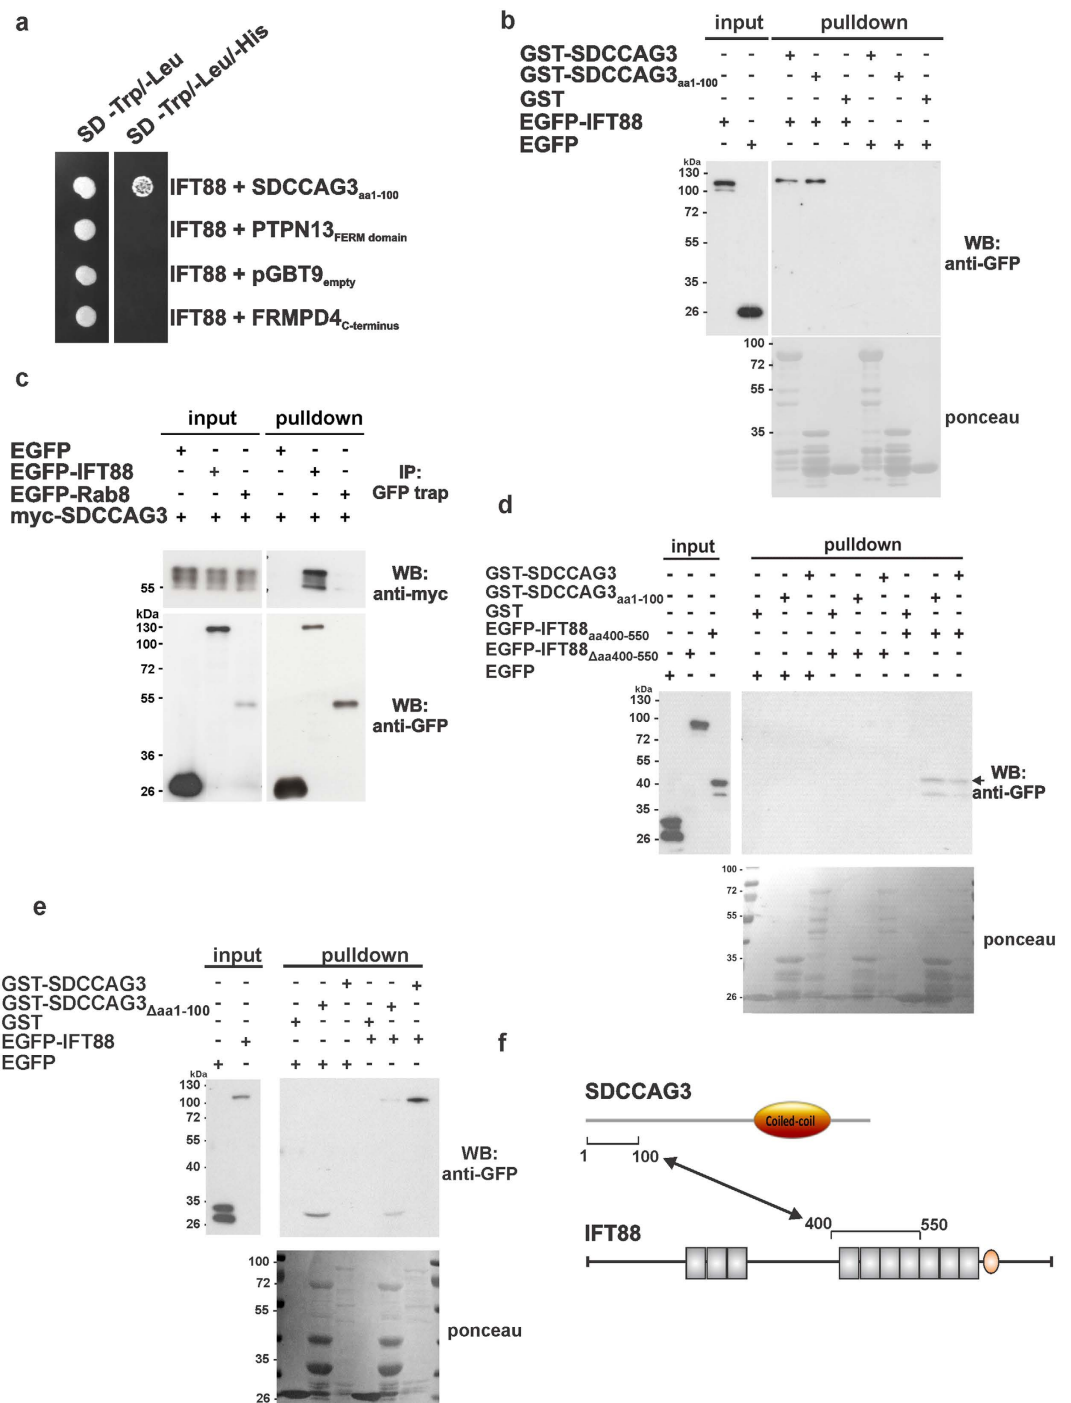 a
SD -Trp/-Leu
SD -Trp/-Leu/-His
IFT88 + SDCCAG3aa1-100
IFT88 + PTPN13FERM domain
IFT88 + pGBT9empty
IFT88 + FRMPD4C-terminus
b
input pulldown
GST-SDCCAG3 - - + - - + - -
GST-SDCCAG3aa1-100 - - - + - - + -
GST - - - - + - - +
EGFP-IFT88 + - + + + - - -
EGFP - + - - - + + +
kDa
130
100
72
55
35
26
WB:
anti-GFP
100
72
55
35
ponceau
c
input pulldown
EGFP + - - + - -
EGFP-IFT88 - + - - + -
EGFP-Rab8 - - + - - +
myc-SDCCAG3 + + + + + +
IP:
GFP trap
55
WB:
anti-myc
kDa
130
100
72
55
36
26
WB:
anti-GFP
d
input pulldown
GST-SDCCAG3 - - - - - + - - + - - +
GST-SDCCAG3aa1-100 - - - - + - - + - - + -
GST - - - + - - + - - + - -
EGFP-IFT88aa400-550 - - + - - - - - - + + +
EGFP-IFT88Δaa400-550 - + - - - - + + + - - -
EGFP + - - + + + - - - - - -
kDa
130
100
72
55
40
35
26
WB:
anti-GFP
100
72
55
35
26
ponceau
e
input pulldown
GST-SDCCAG3 - - - - + - - +
GST-SDCCAG3Δaa1-100 - - - + - - + -
GST - - + - - + - -
EGFP-IFT88 - + - - - + + +
EGFP + - + + + - - -
kDa
130
100
72
55
40
35
26
WB:
anti-GFP
100
72
55
35
26
ponceau
f
SDCCAG3
Coiled-coil
1 100
400 550
IFT88